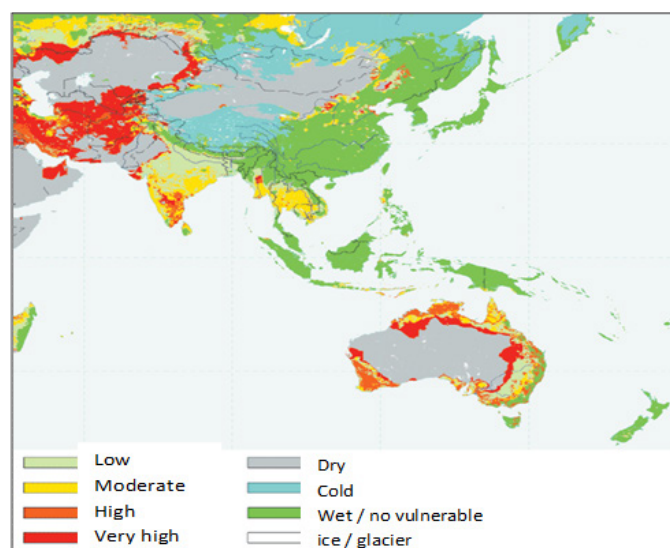 Low
Moderate
High
Very high
Dry
Cold
Wet / no vulnerable
ice / glacier